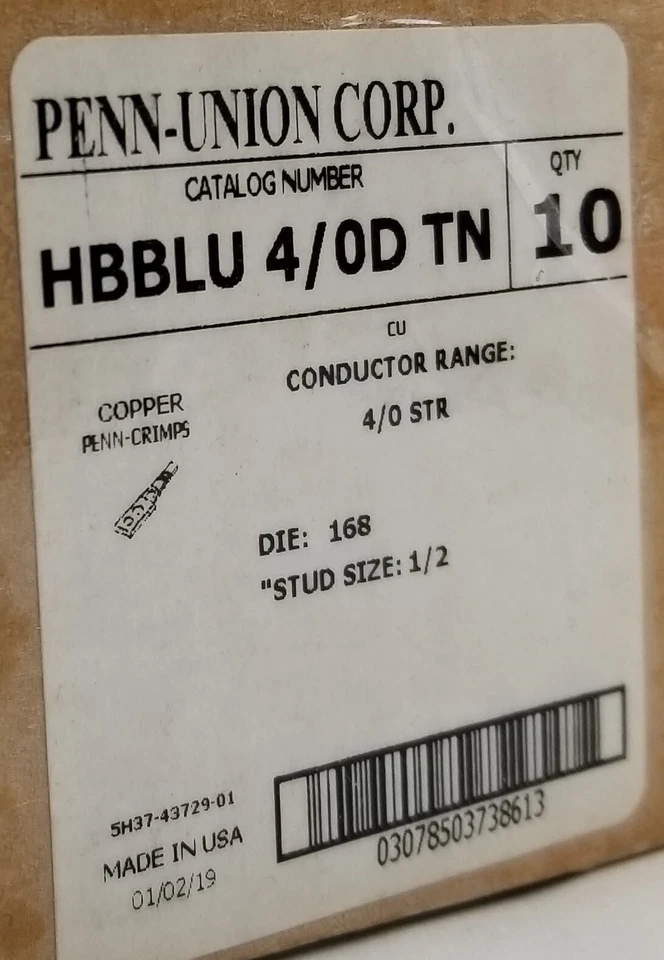 PENN-UNION CORP.
CATALOG NUMBER
QTY
HBBLU 4/0D TN
10
CU
CONDUCTOR RANGE:
4/0 STR
COPPER
PENN-CRIMPS
DIE: 168
"STUD SIZE: 1/2
5H37-43729-01
MADE IN USA
01/02/19
03078503738613